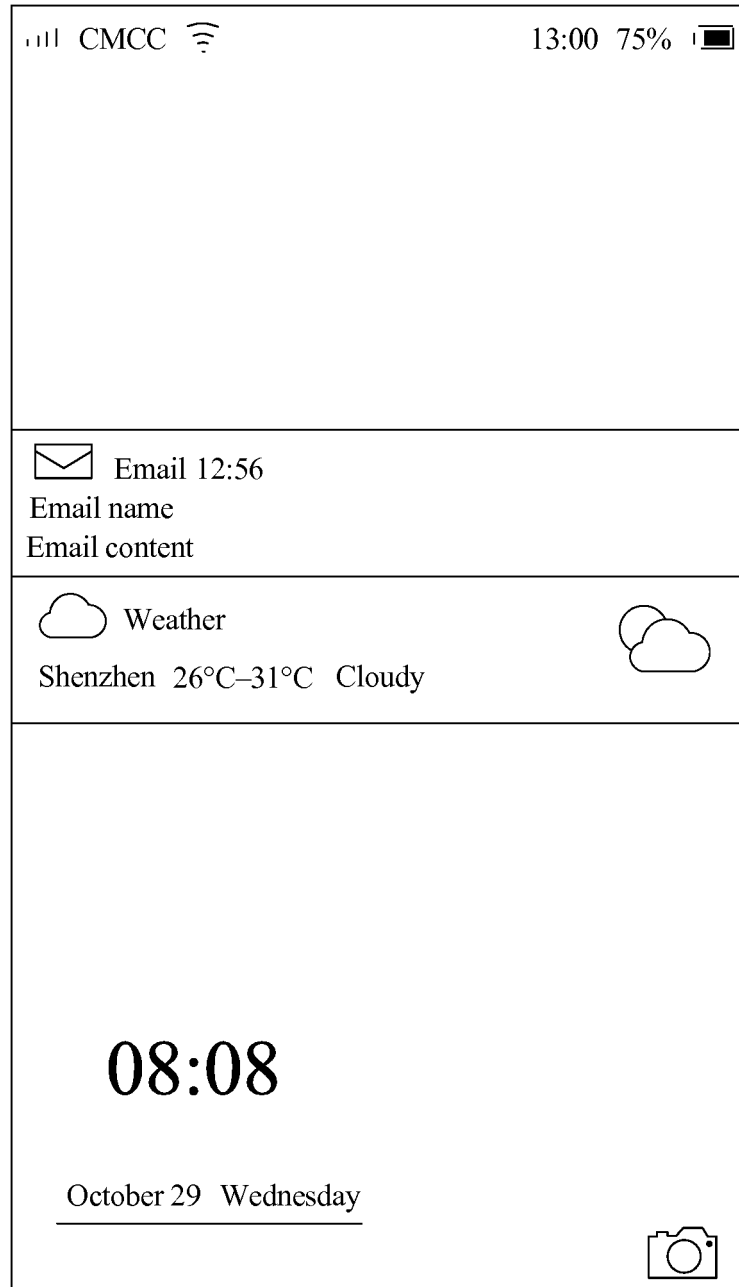 CMCC 13:00 75%
Email 12:56
Email name
Email content
Weather
Shenzhen 26°C–31°C Cloudy
08:08
October 29 Wednesday